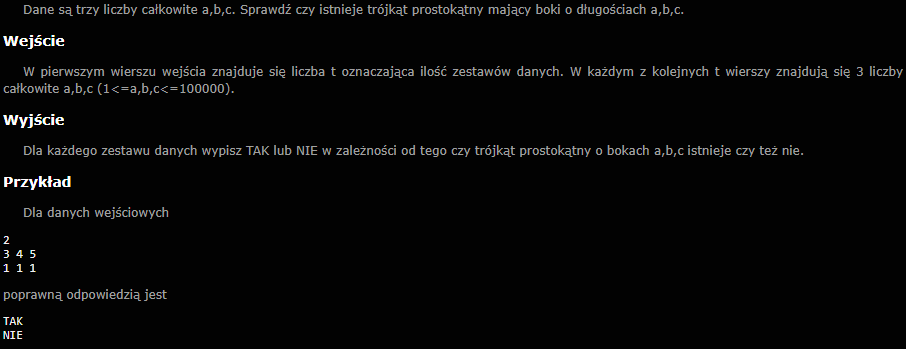 Dane są trzy liczby całkowite a,b,c. Sprawdź czy istnieje trójkąt prostokątny mający boki o długościach a,b,c.
Wejście
W pierwszym wierszu wejścia znajduje się liczba t oznaczająca ilość zestawów danych. W każdym z kolejnych t wierszy znajdują się 3 liczby
całkowite a,b,c (1<=a,b,c<=100000).
Wyjście
Dla każdego zestawu danych wypisz TAK lub NIE w zależności od tego czy trójkąt prostokątny o bokach a,b,c istnieje czy też nie.
Przykład
Dla danych wejściowych
2
3 4 5
1 1 1
poprawną odpowiedzią jest
TAK
NIE